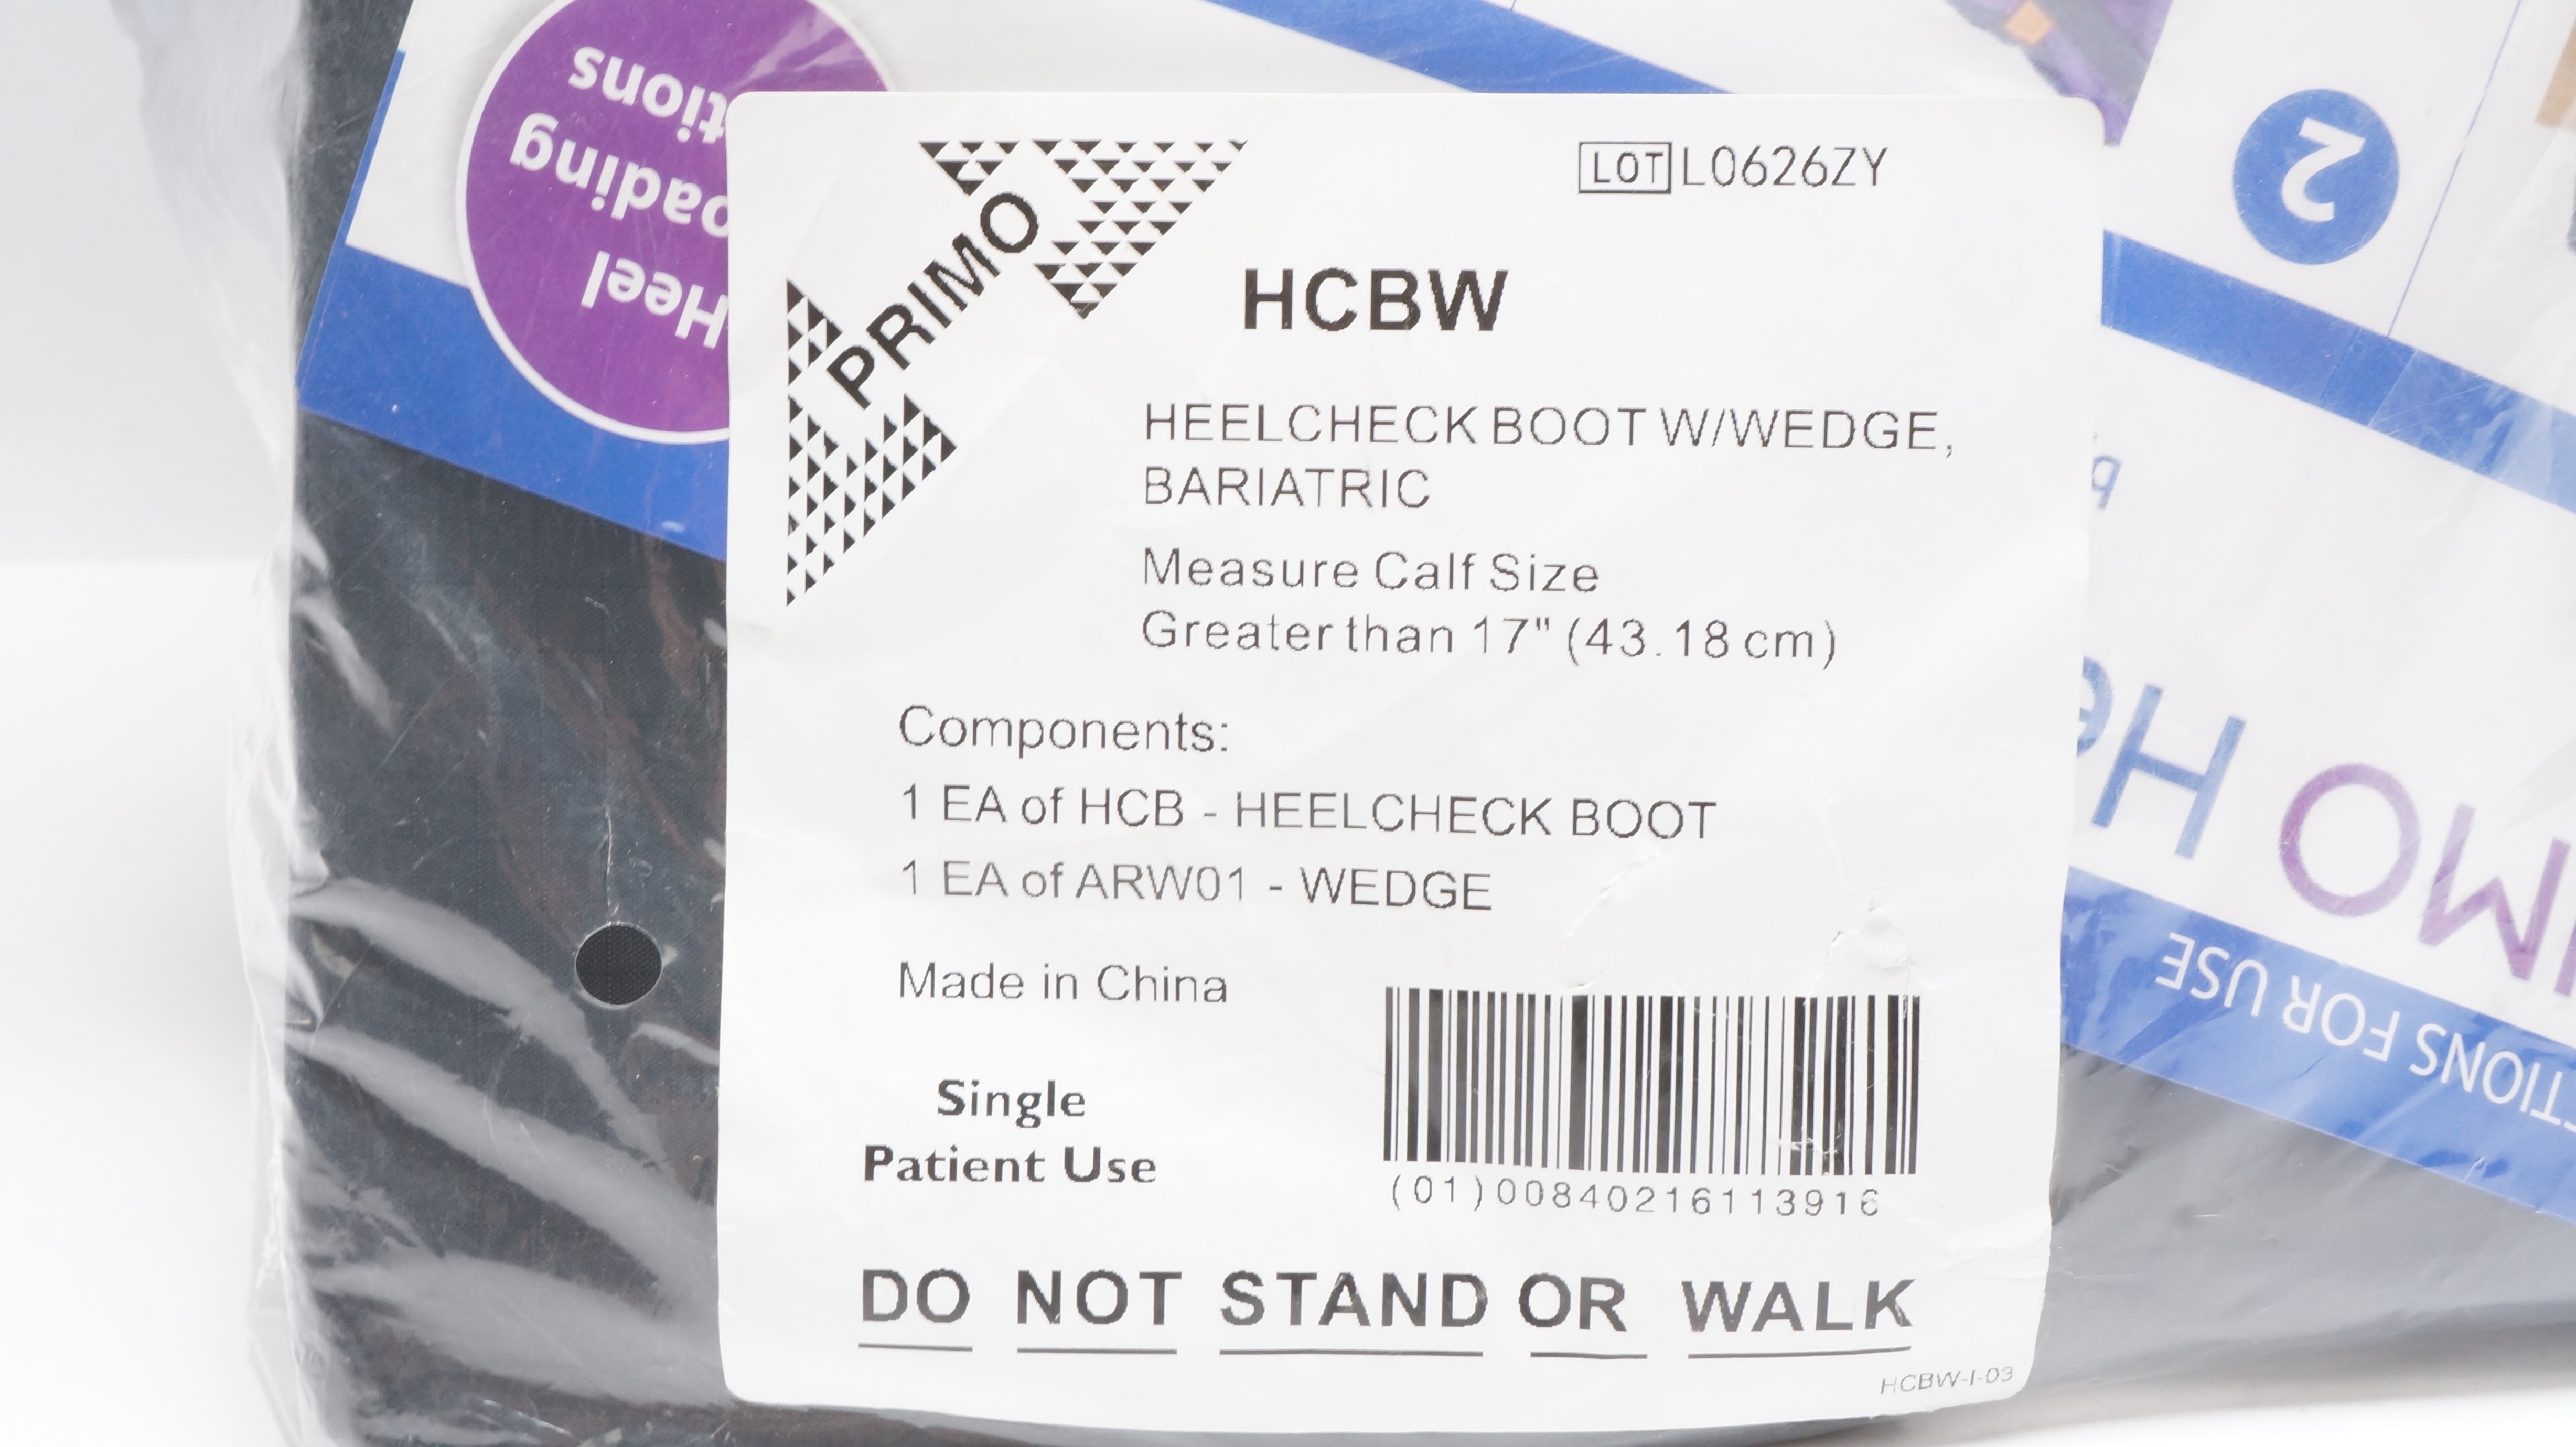 Heel
ading
tions
2
PRIMO
LOT L0626ZY
HCBW
HEELCHECK BOOT W/WEDGE,
BARIATRIC
Measure Calf Size
Greater than 17" (43.18 cm)
Components:
1 EA of HCB - HEELCHECK BOOT
1 EA of ARW01 - WEDGE
Made in China
Single
Patient Use
(01)00840216113916
DO NOT STAND OR WALK
HCBW-I-03
IMO He
TIONS FOR USE